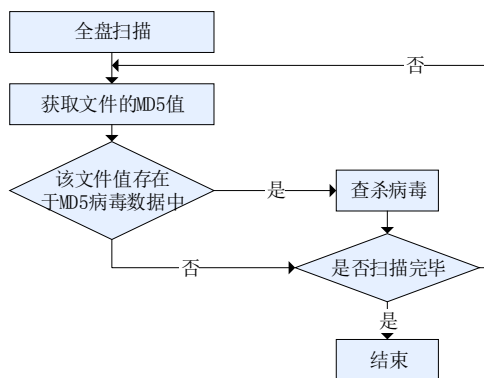 全盘扫描
否
获取文件的MD5值
该文件值存在
于MD5病毒数据中
是
查杀病毒
否
是否扫描完毕
是
结束